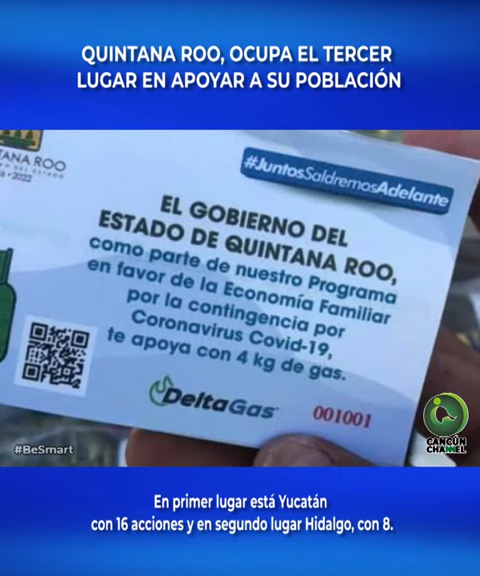 QUINTANA ROO, OCUPA EL TERCER
LUGAR EN APOYAR A SU POBLACIÓN
TANA ROO
2022
#JuntosSaldremosAdelante
EL GOBIERNO DEL
ESTADO DE QUINTANA ROO,
como parte de nuestro Programa
en favor de la Economía Familiar
por la contingencia por
Coronavirus Covid-19,
te apoya con 4 kg de gas.
DeltaGas
001001
#BeSmart
CANCÚN
CHANNEL
En primer lugar está Yucatán
con 16 acciones y en segundo lugar Hidalgo, con 8.